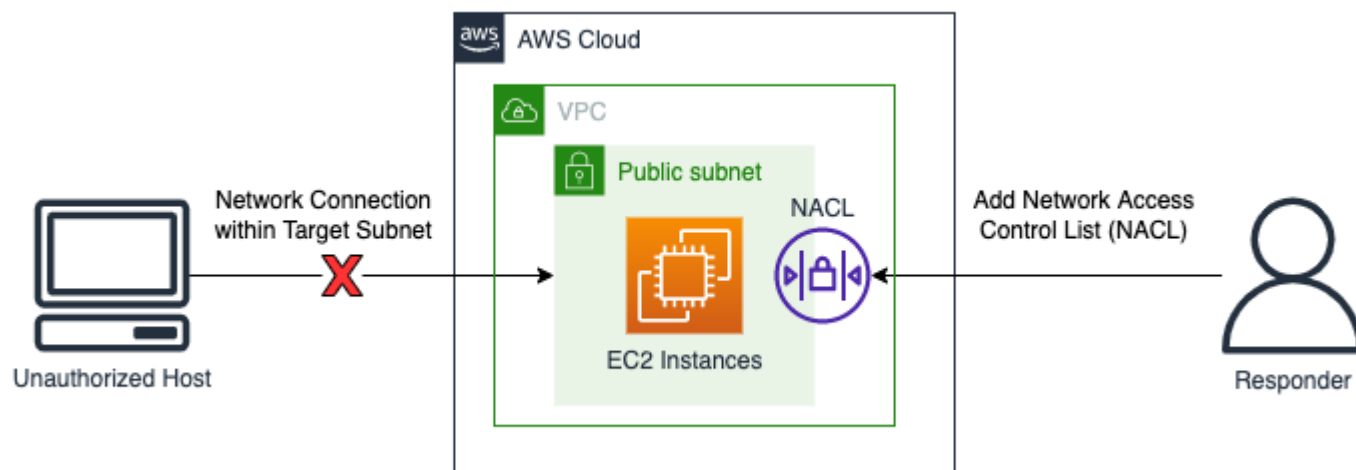 aws
AWS Cloud
VPC
Public subnet
Network Connection
within Target Subnet
X
NACL
Add Network Access
Control List (NACL)
EC2 Instances
Unauthorized Host
Responder